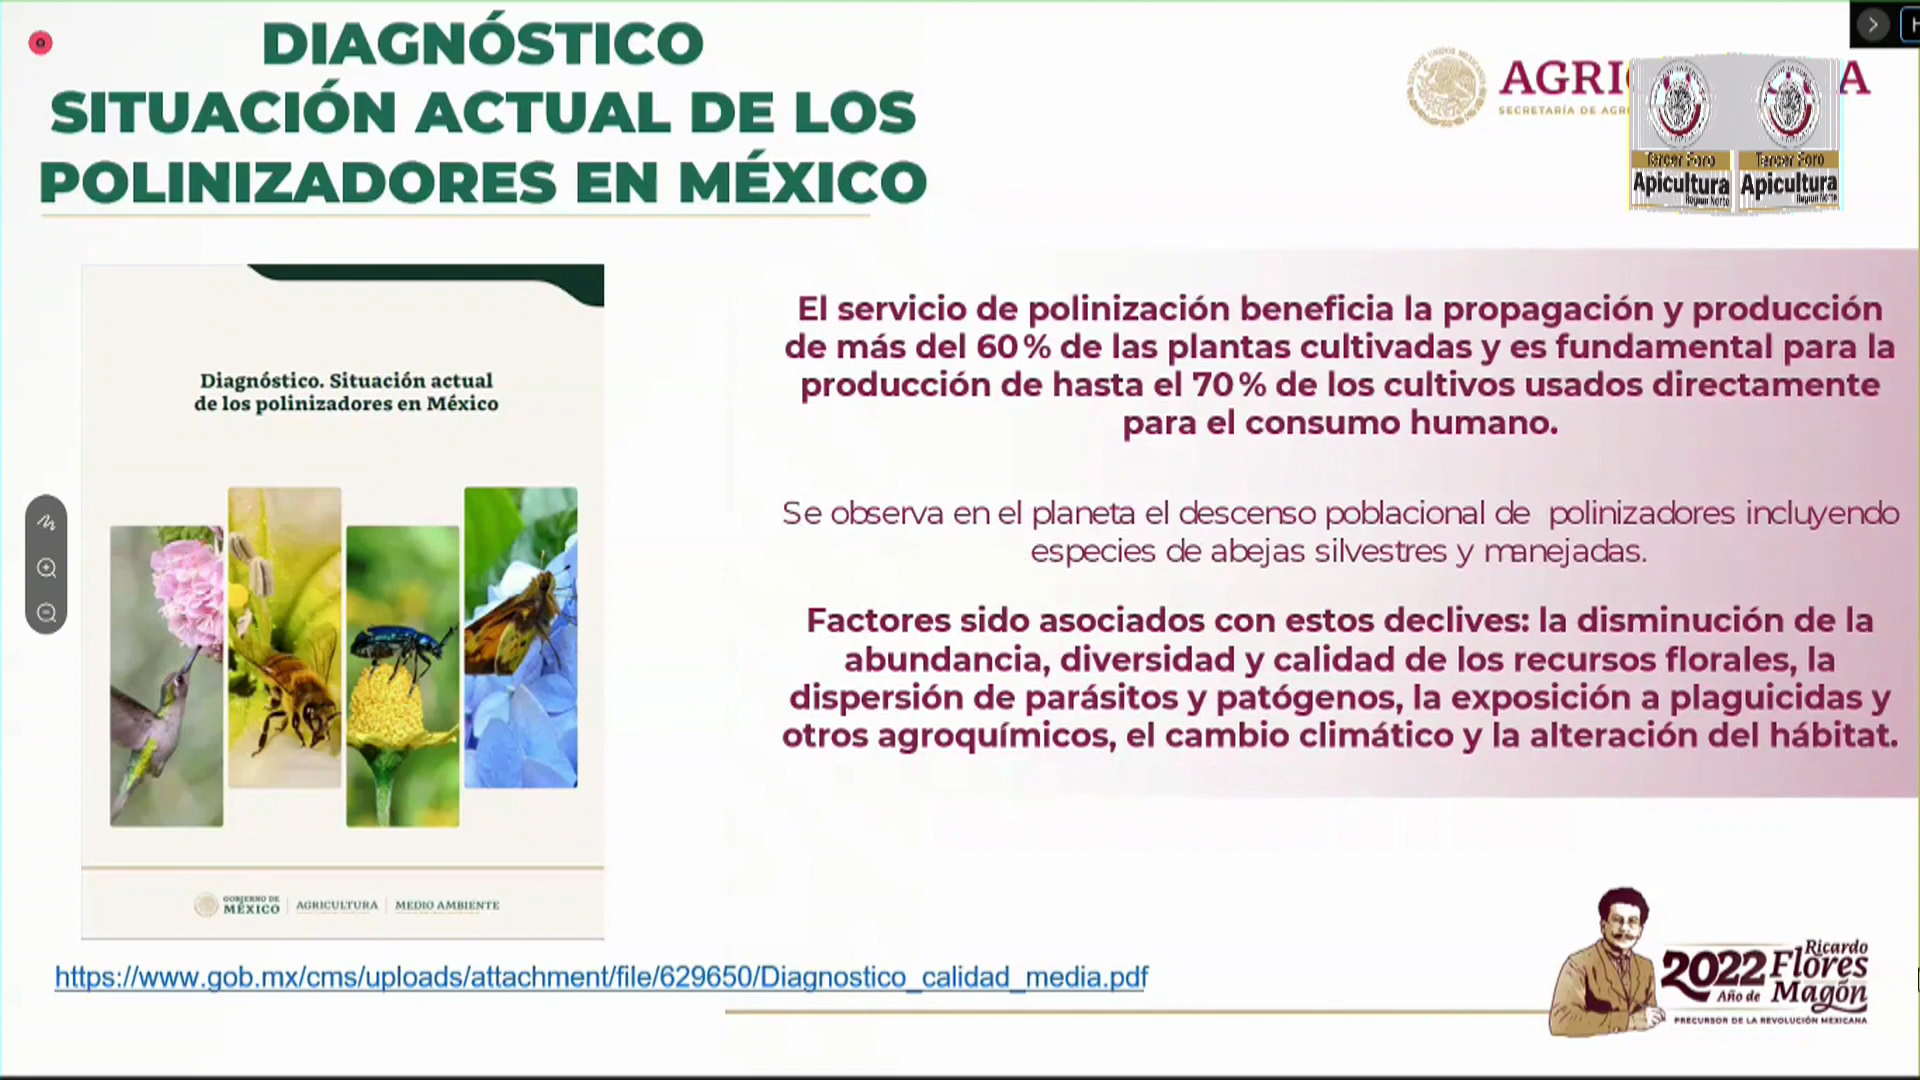 DIAGNÓSTICO
SITUACIÓN ACTUAL DE LOS
POLINIZADORES EN MÉXICO
Tercer Foro
Apicultura
Región Norte
Tercer Foro
Apicultura
Región Norte
Diagnóstico. Situación actual
de los polinizadores en México
GOBIERNO DE
MÉXICO
AGRICULTURA
MEDIO AMBIENTE
El servicio de polinización beneficia la propagación y producción
de más del 60 % de las plantas cultivadas y es fundamental para la
producción de hasta el 70 % de los cultivos usados directamente
para el consumo humano.
Se observa en el planeta el descenso poblacional de polinizadores incluyendo
especies de abejas silvestres y manejadas.
Factores sido asociados con estos declives: la disminución de la
abundancia, diversidad y calidad de los recursos florales, la
dispersión de parásitos y patógenos, la exposición a plaguicidas y
otros agroquímicos, el cambio climático y la alteración del hábitat.
https://www.gob.mx/cms/uploads/attachment/file/629650/Diagnostico_calidad_media.pdf
2022 Ricardo
Flores
Año de Magón
PRECURSOR DE LA REVOLUCIÓN MEXICANA